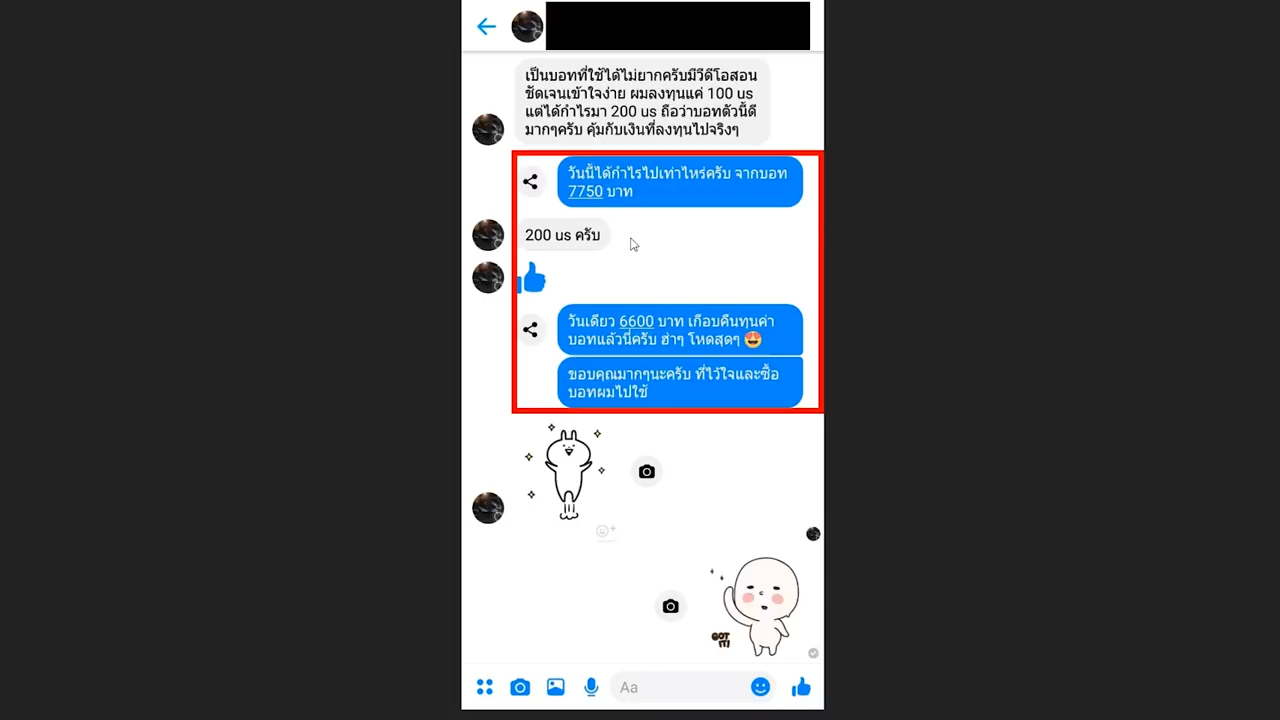 เป็นบอทที่ใช้ได้ไม่ยากครับมีวีดีโอสอน
ชัดเจนเข้าใจง่าย ผมลงทุนแค่ 100 us
แต่ได้กำไรมา 200 us ถือว่าบอทตัวนี้ดี
มากๆครับ คุ้มกับเงินที่ลงทุนไปจริงๆ
วันนี้ได้กำไรไปเท่าไหร่ครับ จากบอท
7750 บาท
200 us ครับ
วันเดียว 6600 บาท เกือบคืนทุนค่า
บอทแล้วนี่ครับ ฮ่าๆ โหดสุดๆ 😍
ขอบคุณมากๆนะครับ ที่ไว้ใจและซื้อ
บอทผมไปใช้
GOT
IT!
Aa